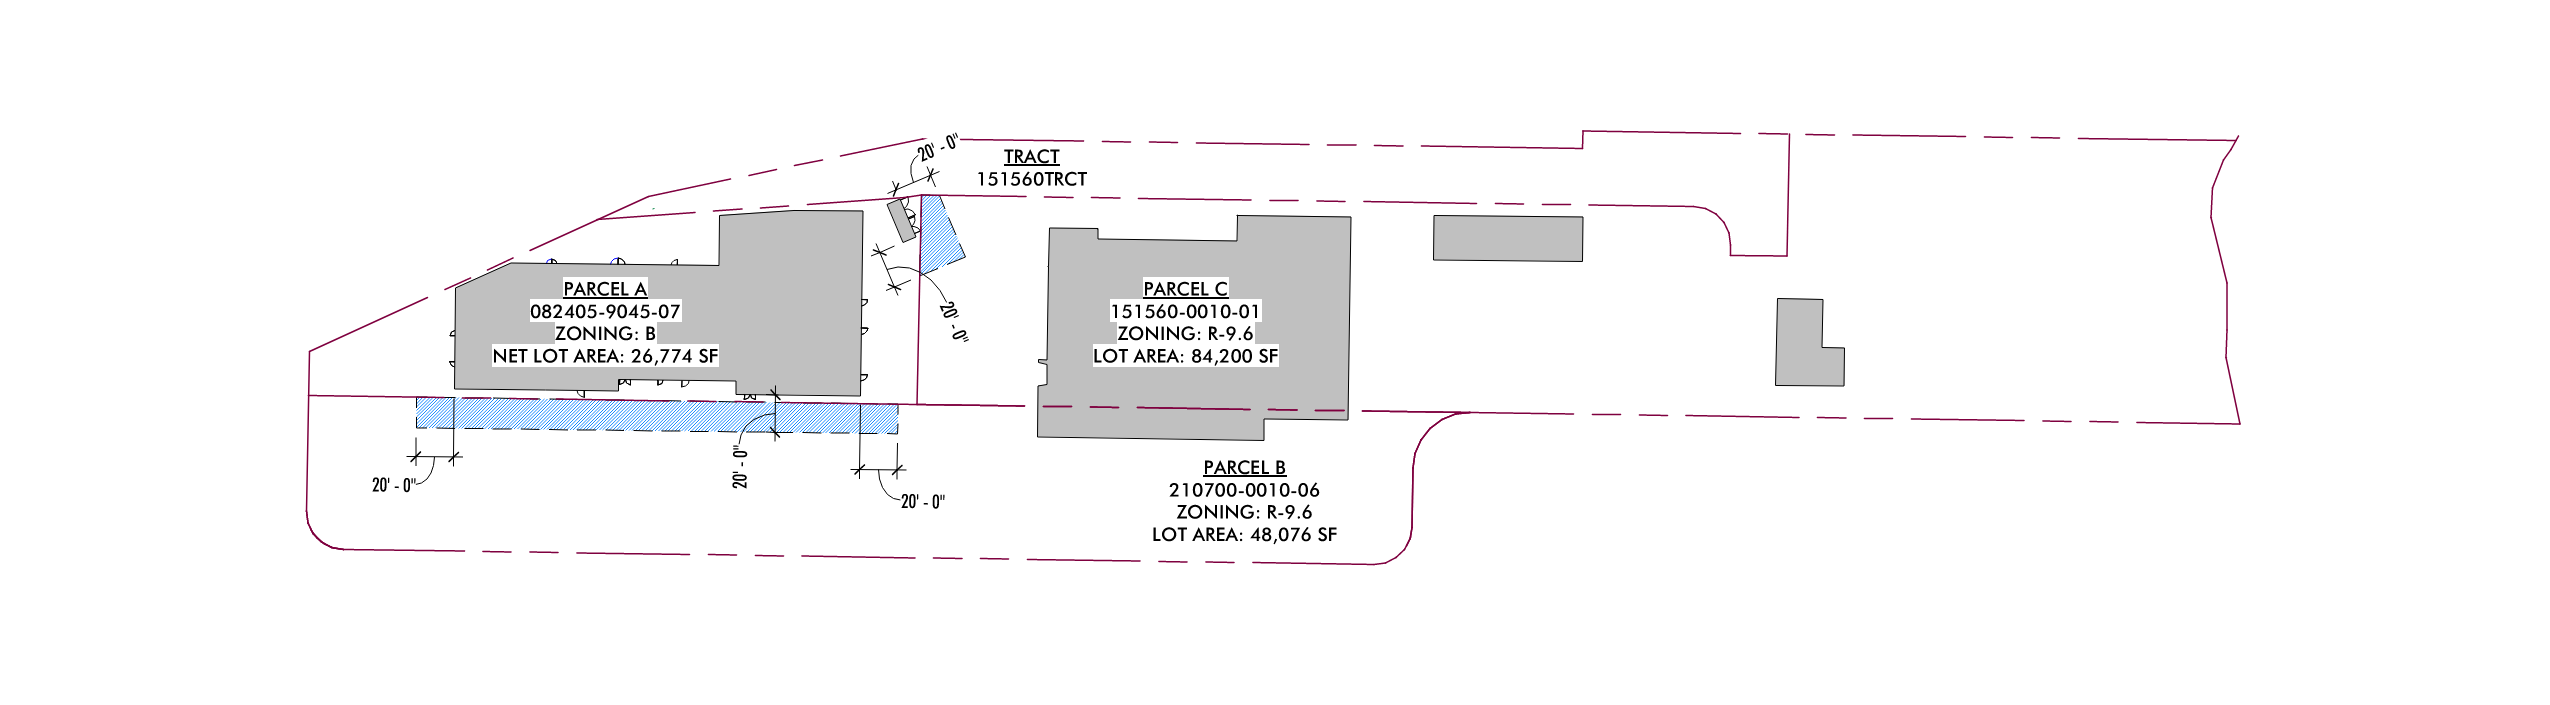 20' - 0"
TRACT
151560TRCT
PARCEL A
082405-9045-07
ZONING: B
NET LOT AREA: 26,774 SF
20' - 0"
PARCEL C
151560-0010-01
ZONING: R-9.6
LOT AREA: 84,200 SF
20' - 0"
20' - 0"
20' - 0"
PARCEL B
210700-0010-06
ZONING: R-9.6
LOT AREA: 48,076 SF